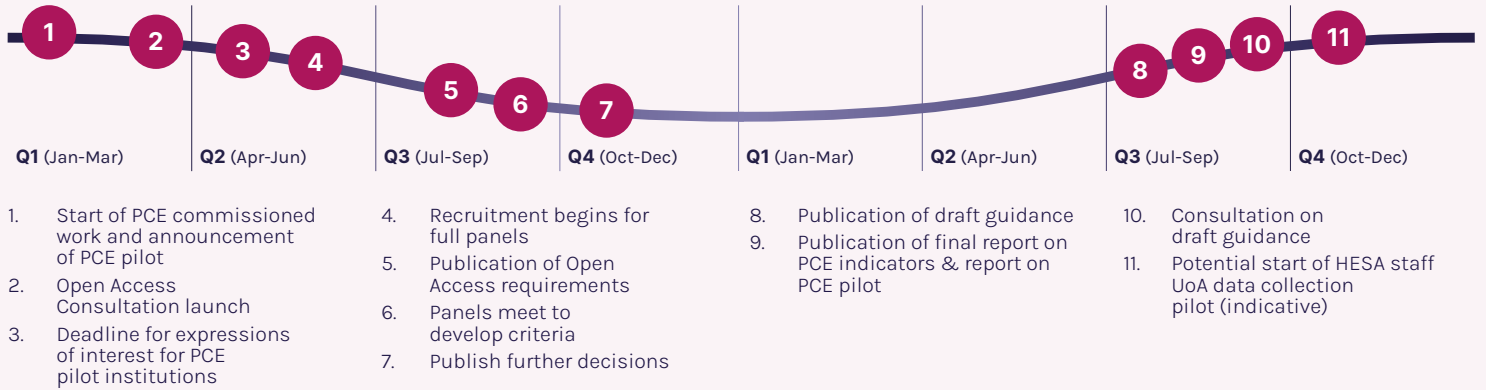 1
2
3
4
5
6
7
8
9
10
11
Q1 (Jan-Mar)
Q2 (Apr-Jun)
Q3 (Jul-Sep)
Q4 (Oct-Dec)
Q1 (Jan-Mar)
Q2 (Apr-Jun)
Q3 (Jul-Sep)
Q4 (Oct-Dec)
1. Start of PCE commissioned
work and announcement
of PCE pilot
2. Open Access
Consultation launch
3. Deadline for expressions
of interest for PCE
pilot institutions
4. Recruitment begins for
full panels
5. Publication of Open
Access requirements
6. Panels meet to
develop criteria
7. Publish further decisions
8. Publication of draft guidance
9. Publication of final report on
PCE indicators & report on
PCE pilot
10. Consultation on
draft guidance
11. Potential start of HESA staff
UoA data collection
pilot (indicative)